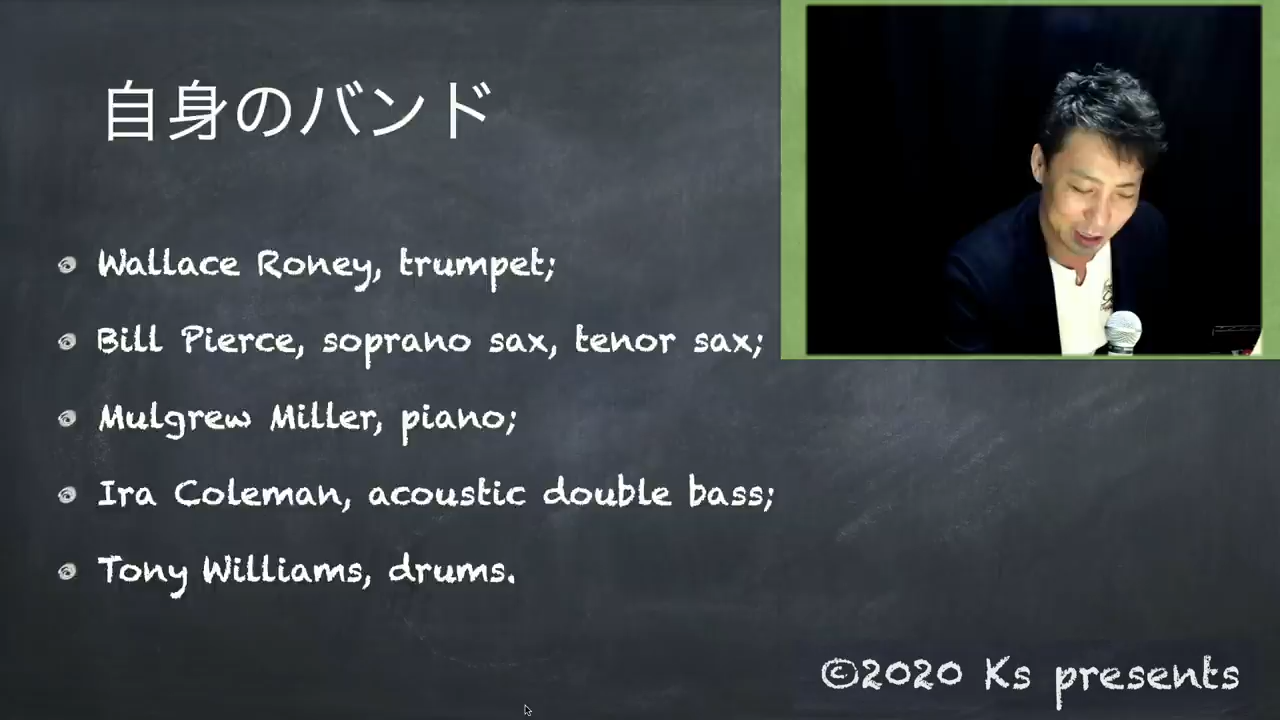 自身のバンド
Wallace Roney, trumpet;
Bill Pierce, soprano sax, tenor sax;
Mulgrew Miller, piano;
Ira Coleman, acoustic double bass;
Tony Williams, drums.
©2020 Ks presents